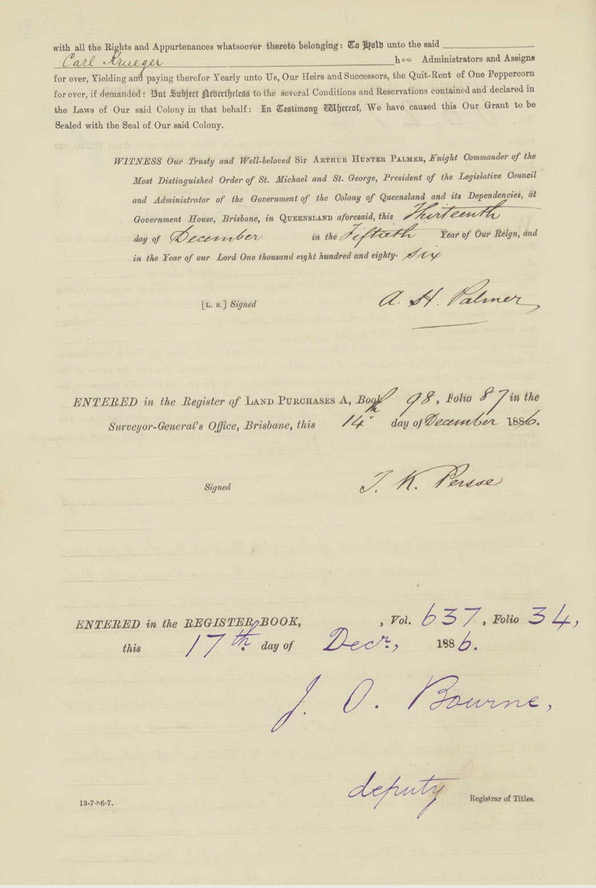 with all the Rights and Appurtenances whatsoever thereto belonging: To Hold unto the said
Carl Krueger h Administrators and Assigns
for ever, Yielding and paying therefor Yearly unto Us, Our Heirs and Successors, the Quit-Rent of One Peppercorn
for ever, if demanded: But Subject Nevertheless to the several Conditions and Reservations contained and declared in
the Laws of Our said Colony in that behalf: In Testimony Whereof, We have caused this Our Grant to be
Sealed with the Seal of Our said Colony.
WITNESS Our Trusty and Well-beloved SIR ARTHUR HUNTER PALMER, Knight Commander of the
Most Distinguished Order of St. Michael and St. George, President of the Legislative Council
and Administrator of the Government of the Colony of Queensland and its Dependencies, at
Government House, Brisbane, in QUEENSLAND aforesaid, this Thirteenth
day of December in the Fiftieth Year of Our Reign, and
in the Year of our Lord One thousand eight hundred and eighty- six
[L. S.] Signed A. H. Palmer
ENTERED in the Register of LAND PURCHASES A, Book 98, Folio 87 in the
Surveyor-General's Office, Brisbane, this 14th day of December 1886.
Signed T. K. Persse
ENTERED in the REGISTER BOOK, , Vol. 637, Folio 34,
this 17th day of Decr, 1886.
J. O. Bourne,
deputy Registrar of Titles.
13-7-86-7.